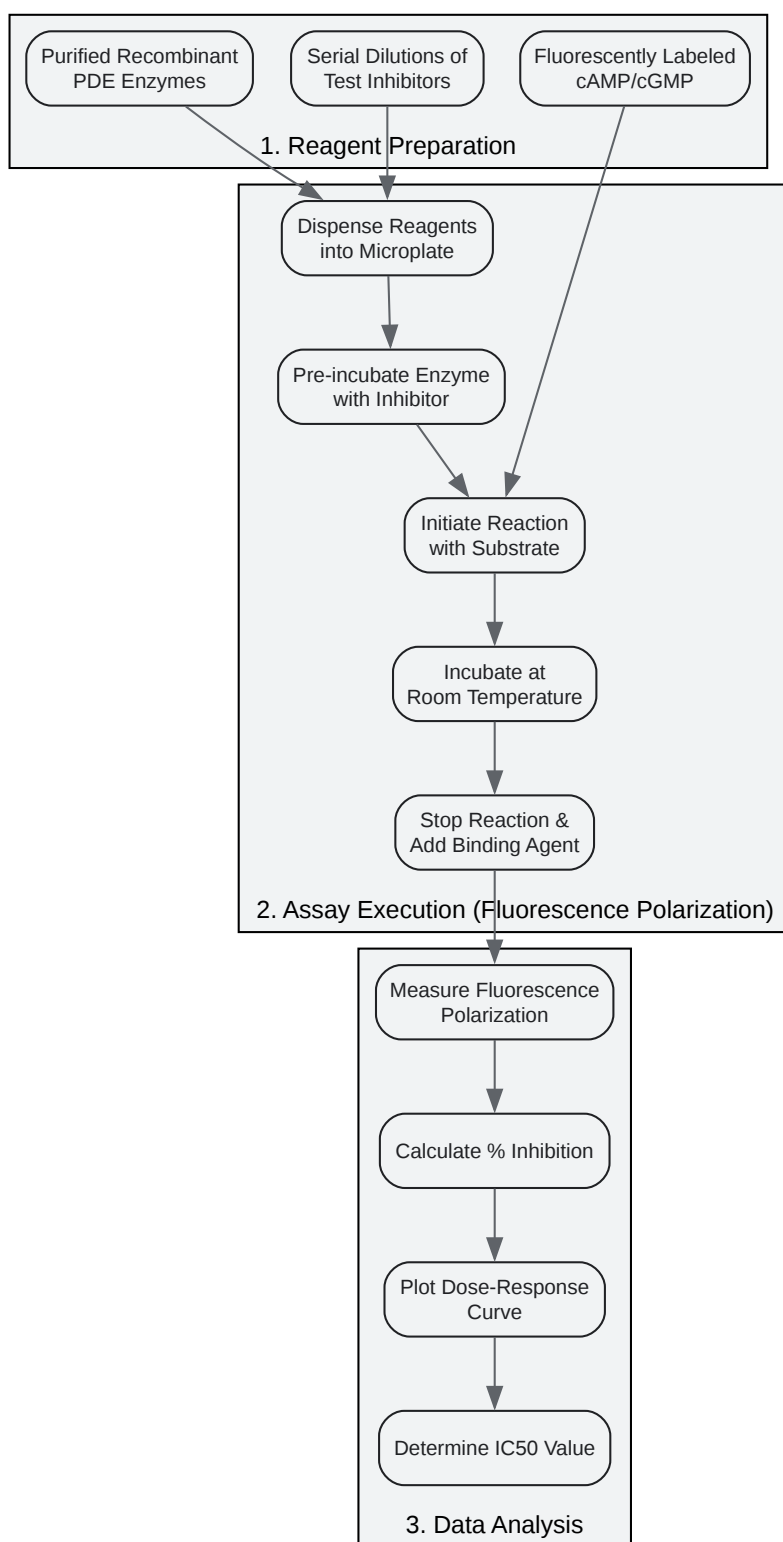 Purified Recombinant
PDE Enzymes
Serial Dilutions of
Test Inhibitors
Fluorescently Labeled
cAMP/cGMP
1. Reagent Preparation
Dispense Reagents
into Microplate
Pre-incubate Enzyme
with Inhibitor
Initiate Reaction
with Substrate
Incubate at
Room Temperature
Stop Reaction &
Add Binding Agent
2. Assay Execution (Fluorescence Polarization)
Measure Fluorescence
Polarization
Calculate % Inhibition
Plot Dose-Response
Curve
Determine IC50 Value
3. Data Analysis